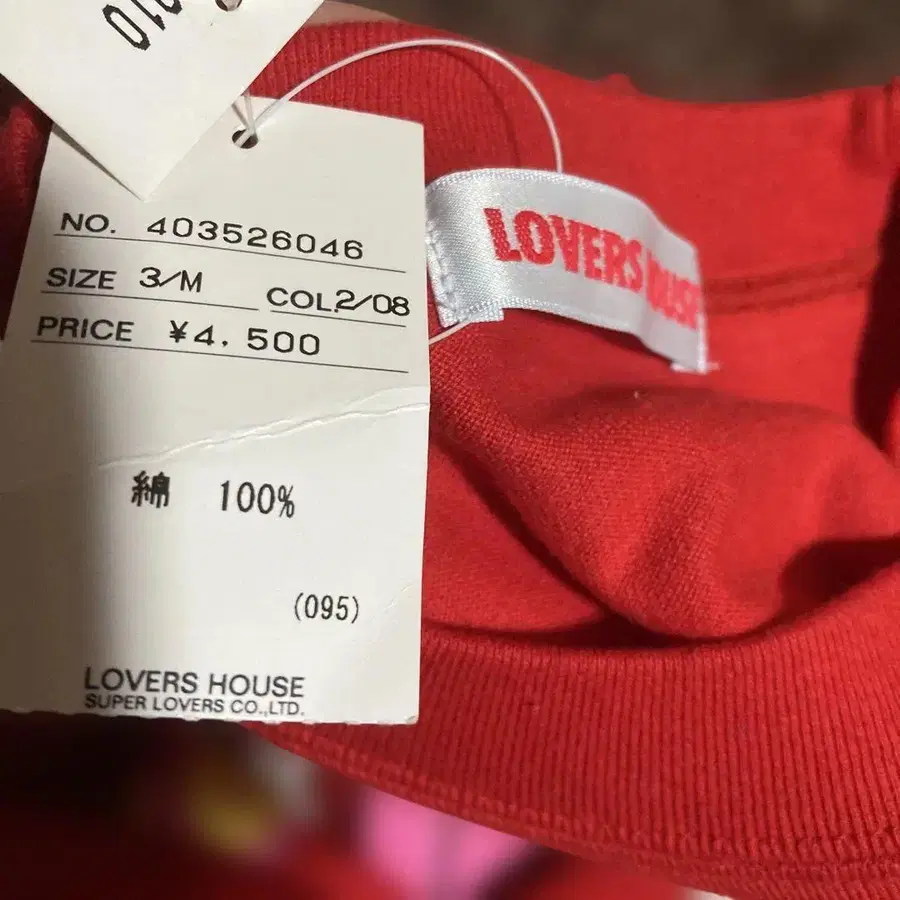 010
NO. 403526046
SIZE 3/M COL.2/08
PRICE ¥4,500
綿 100%
(095)
LOVERS HOUSE
SUPER LOVERS CO.,LTD.
LOVERS HOUSE